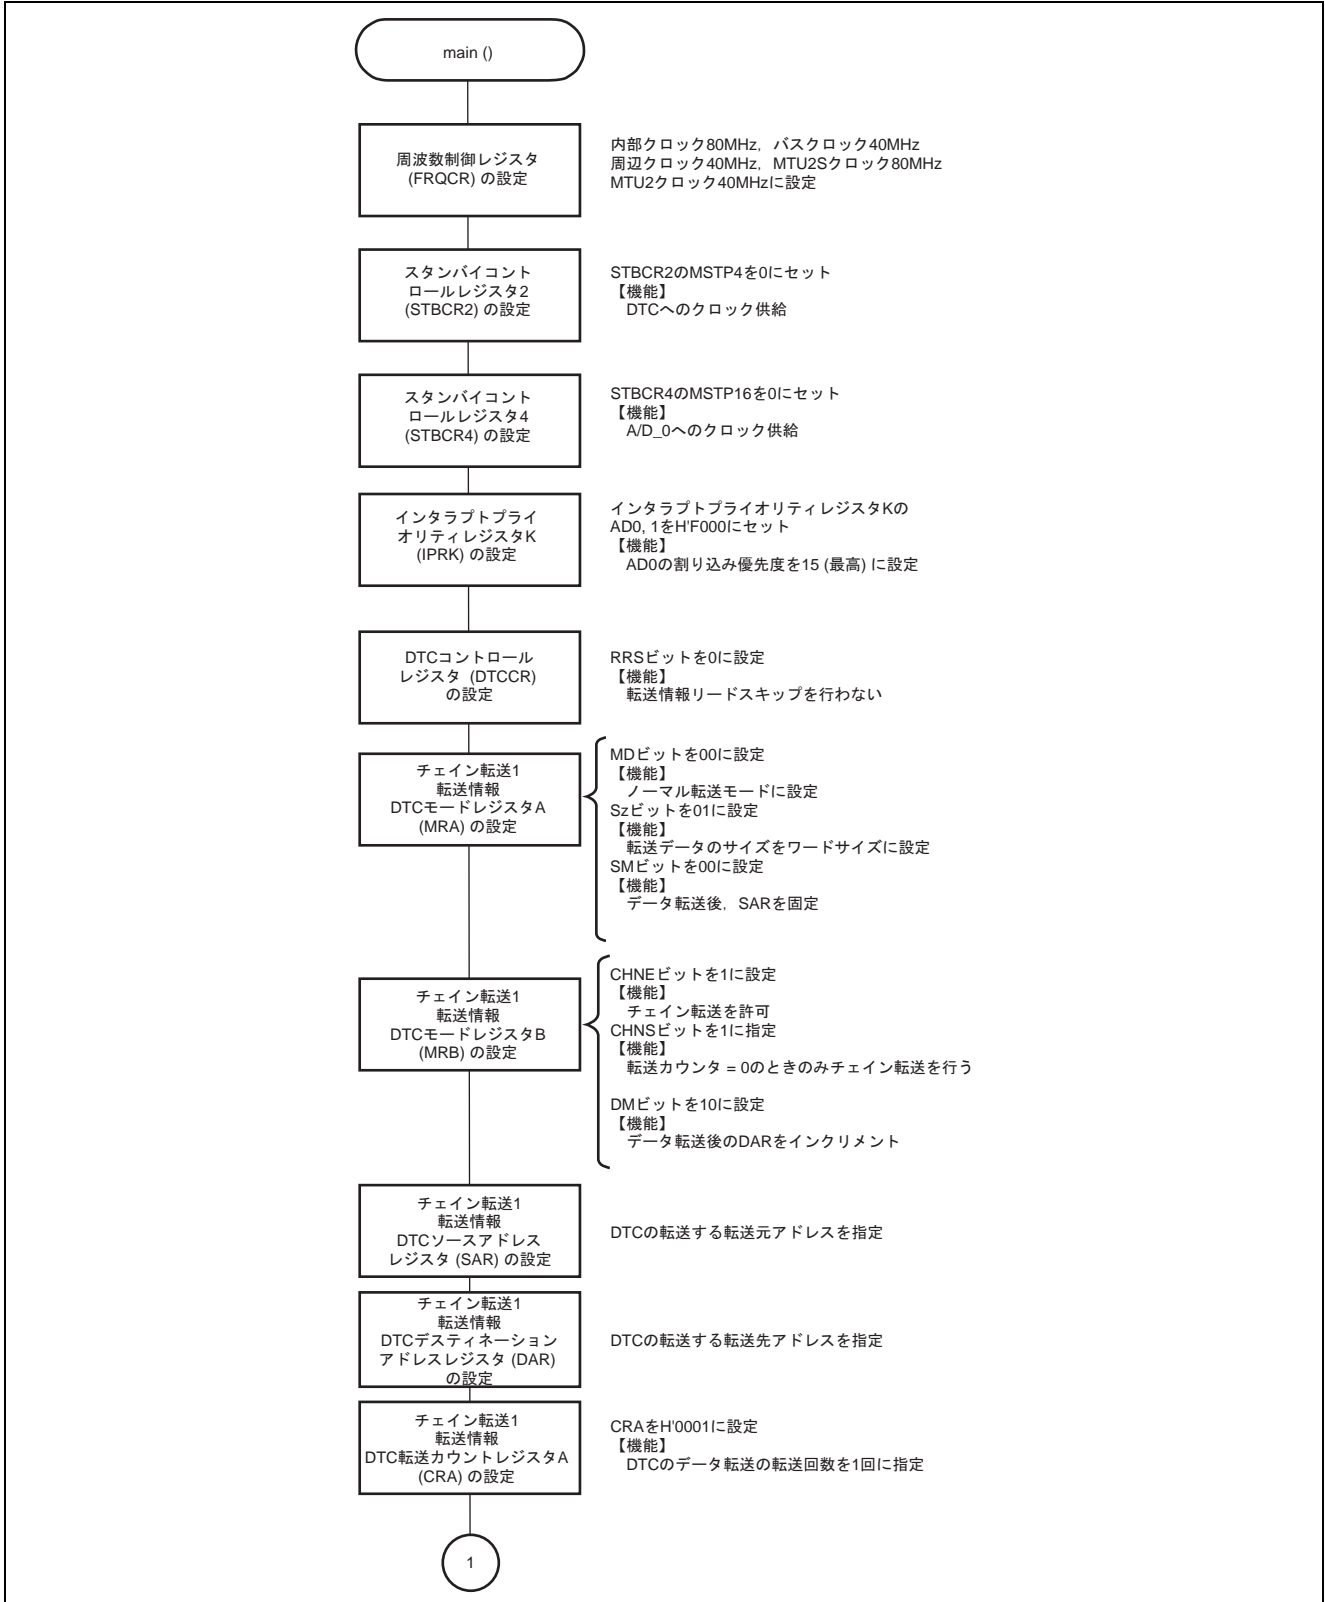 main ()
周波数制御レジスタ
(FRQCR) の設定
内部クロック80MHz，バスクロック40MHz
周辺クロック40MHz，MTU2Sクロック80MHz
MTU2クロック40MHzに設定
スタンバイコント
ロールレジスタ2
(STBCR2) の設定
STBCR2のMSTP4を0にセット
【機能】
DTCへのクロック供給
スタンバイコント
ロールレジスタ4
(STBCR4) の設定
STBCR4のMSTP16を0にセット
【機能】
A/D_0へのクロック供給
インタラプトプライ
オリティレジスタK
(IPRK) の設定
インタラプトプライオリティレジスタKの
AD0, 1をH'F000にセット
【機能】
AD0の割り込み優先度を15 (最高) に設定
DTCコントロール
レジスタ (DTCCR)
の設定
RRSビットを0に設定
【機能】
転送情報リードスキップを行わない
チェイン転送1
転送情報
DTCモードレジスタA
(MRA) の設定
MDビットを00に設定
【機能】
ノーマル転送モードに設定
Szビットを01に設定
【機能】
転送データのサイズをワードサイズに設定
SMビットを00に設定
【機能】
データ転送後，SARを固定
チェイン転送1
転送情報
DTCモードレジスタB
(MRB) の設定
CHNEビットを1に設定
【機能】
チェイン転送を許可
CHNSビットを1に指定
【機能】
転送カウンタ = 0のときのみチェイン転送を行う
DMビットを10に設定
【機能】
データ転送後のDARをインクリメント
チェイン転送1
転送情報
DTCソースアドレス
レジスタ (SAR) の設定
DTCの転送する転送元アドレスを指定
チェイン転送1
転送情報
DTCデスティネーション
アドレスレジスタ (DAR)
の設定
DTCの転送する転送先アドレスを指定
チェイン転送1
転送情報
DTC転送カウントレジスタA
(CRA) の設定
CRAをH'0001に設定
【機能】
DTCのデータ転送の転送回数を1回に指定
1